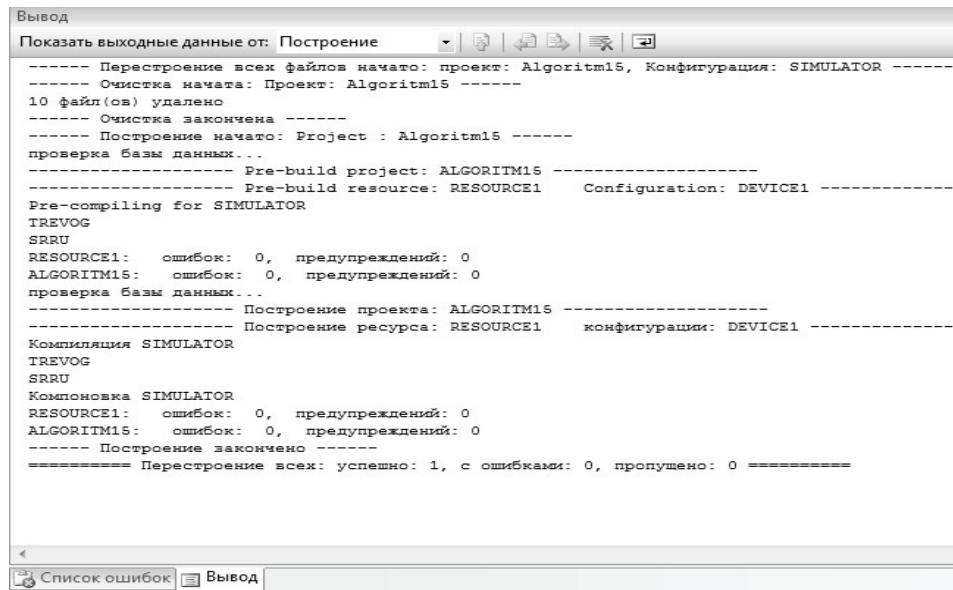 Вывод
Показать выходные данные от: Построение
------ Перестроение всех файлов начато: проект: Algoritm15, Конфигурация: SIMULATOR ------
------ Очистка начата: Проект: Algoritm15 ------
10 файл(ов) удалено
------ Очистка закончена ------
------ Построение начато: Project : Algoritm15 ------
проверка базы данных...
-------------------- Pre-build project: ALGORITM15 --------------------
-------------------- Pre-build resource: RESOURCE1    Configuration: DEVICE1 -------------
Pre-compiling for SIMULATOR
TREVOG
SRRU
RESOURCE1:   ошибок:  0,  предупреждений: 0
ALGORITM15:   ошибок:  0,  предупреждений: 0
проверка базы данных...
-------------------- Построение проекта: ALGORITM15 --------------------
-------------------- Построение ресурса: RESOURCE1    конфигурации: DEVICE1 --------------
Компиляция SIMULATOR
TREVOG
SRRU
Компоновка SIMULATOR
RESOURCE1:   ошибок:  0,  предупреждений: 0
ALGORITM15:   ошибок:  0,  предупреждений: 0
------ Построение закончено ------
========== Перестроение всех: успешно: 1, с ошибками: 0, пропущено: 0 ==========
Список ошибок Вывод